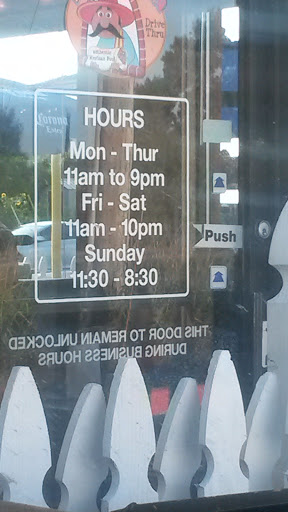 Drive
Thru
HOURS
Mon - Thur
11am to 9pm
Fri - Sat
11am - 10pm
Sunday
11:30 - 8:30
Push
THIS DOOR TO REMAIN UNLOCKED
DURING BUSINESS HOURS